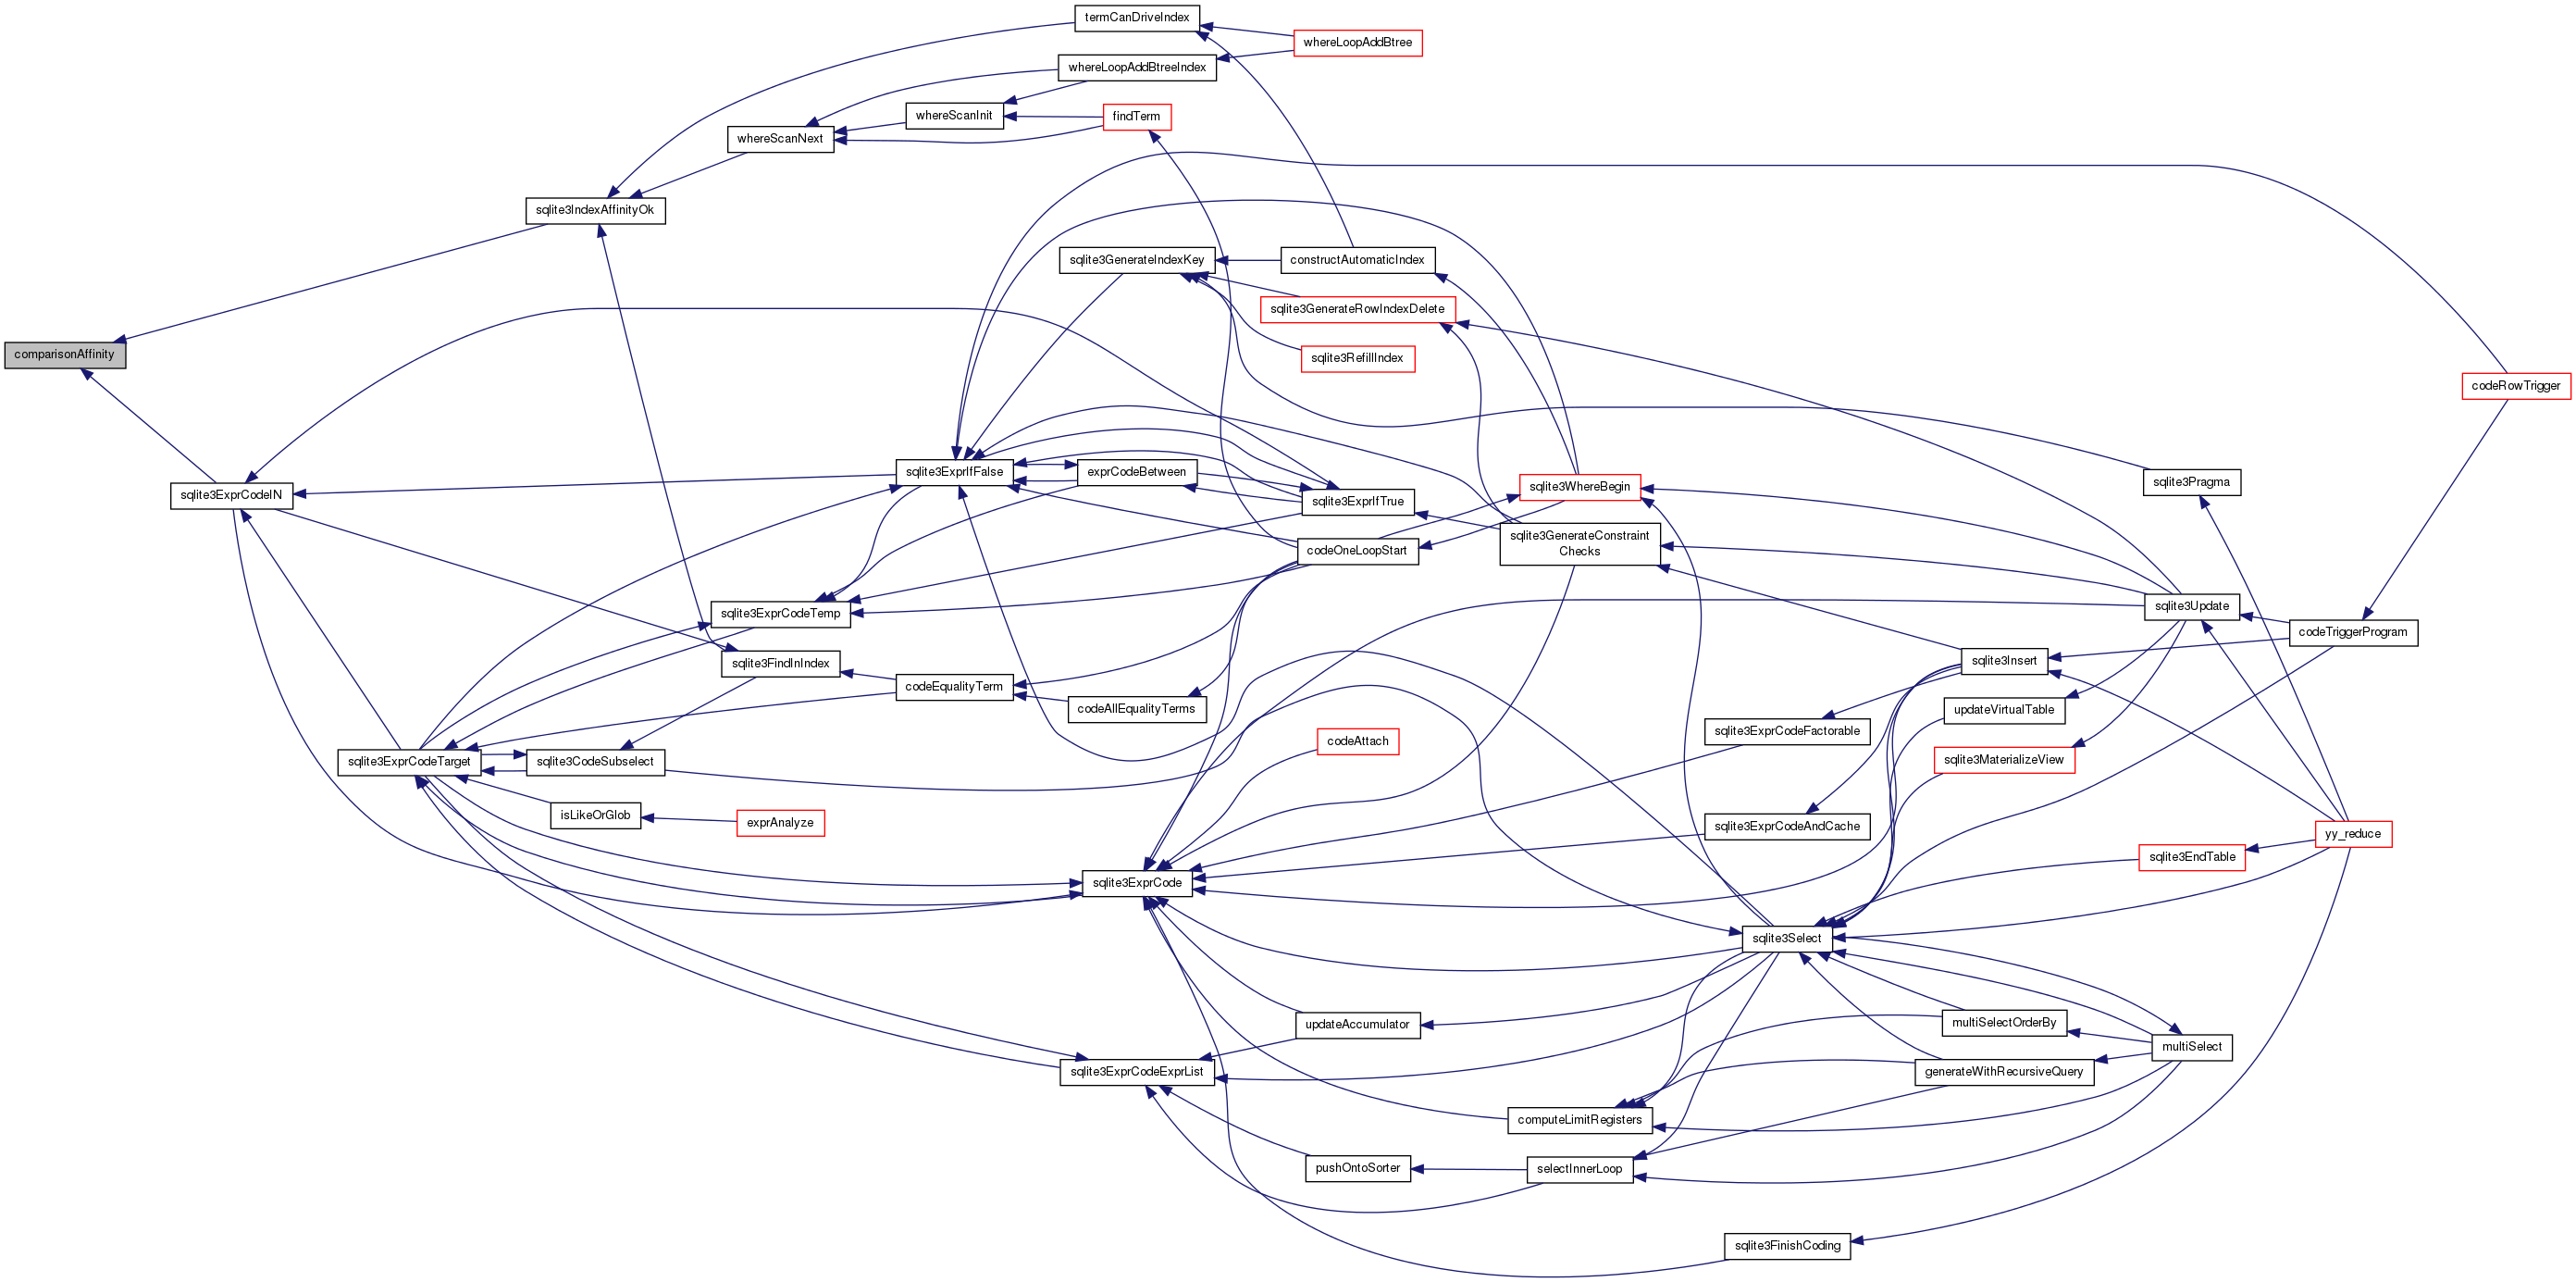 termCanDriveIndex
whereLoopAddBtree
whereLoopAddBtreeIndex
whereScanInit
findTerm
whereScanNext
sqlite3IndexAffinityOk
sqlite3GenerateIndexKey
constructAutomaticIndex
sqlite3GenerateRowIndexDelete
comparisonAffinity
sqlite3RefillIndex
codeRowTrigger
sqlite3ExprIfFalse
exprCodeBetween
sqlite3WhereBegin
sqlite3Pragma
sqlite3ExprCodeIN
sqlite3ExprIfTrue
sqlite3GenerateConstraint
Checks
codeOneLoopStart
sqlite3ExprCodeTemp
sqlite3Update
codeTriggerProgram
sqlite3FindInIndex
sqlite3Insert
codeEqualityTerm
codeAllEqualityTerms
updateVirtualTable
sqlite3ExprCodeFactorable
codeAttach
sqlite3ExprCodeTarget
sqlite3CodeSubselect
sqlite3MaterializeView
isLikeOrGlob
exprAnalyze
sqlite3ExprCodeAndCache
yy_reduce
sqlite3EndTable
sqlite3ExprCode
sqlite3Select
updateAccumulator
multiSelectOrderBy
multiSelect
sqlite3ExprCodeExprList
generateWithRecursiveQuery
computeLimitRegisters
pushOntoSorter
selectInnerLoop
sqlite3FinishCoding